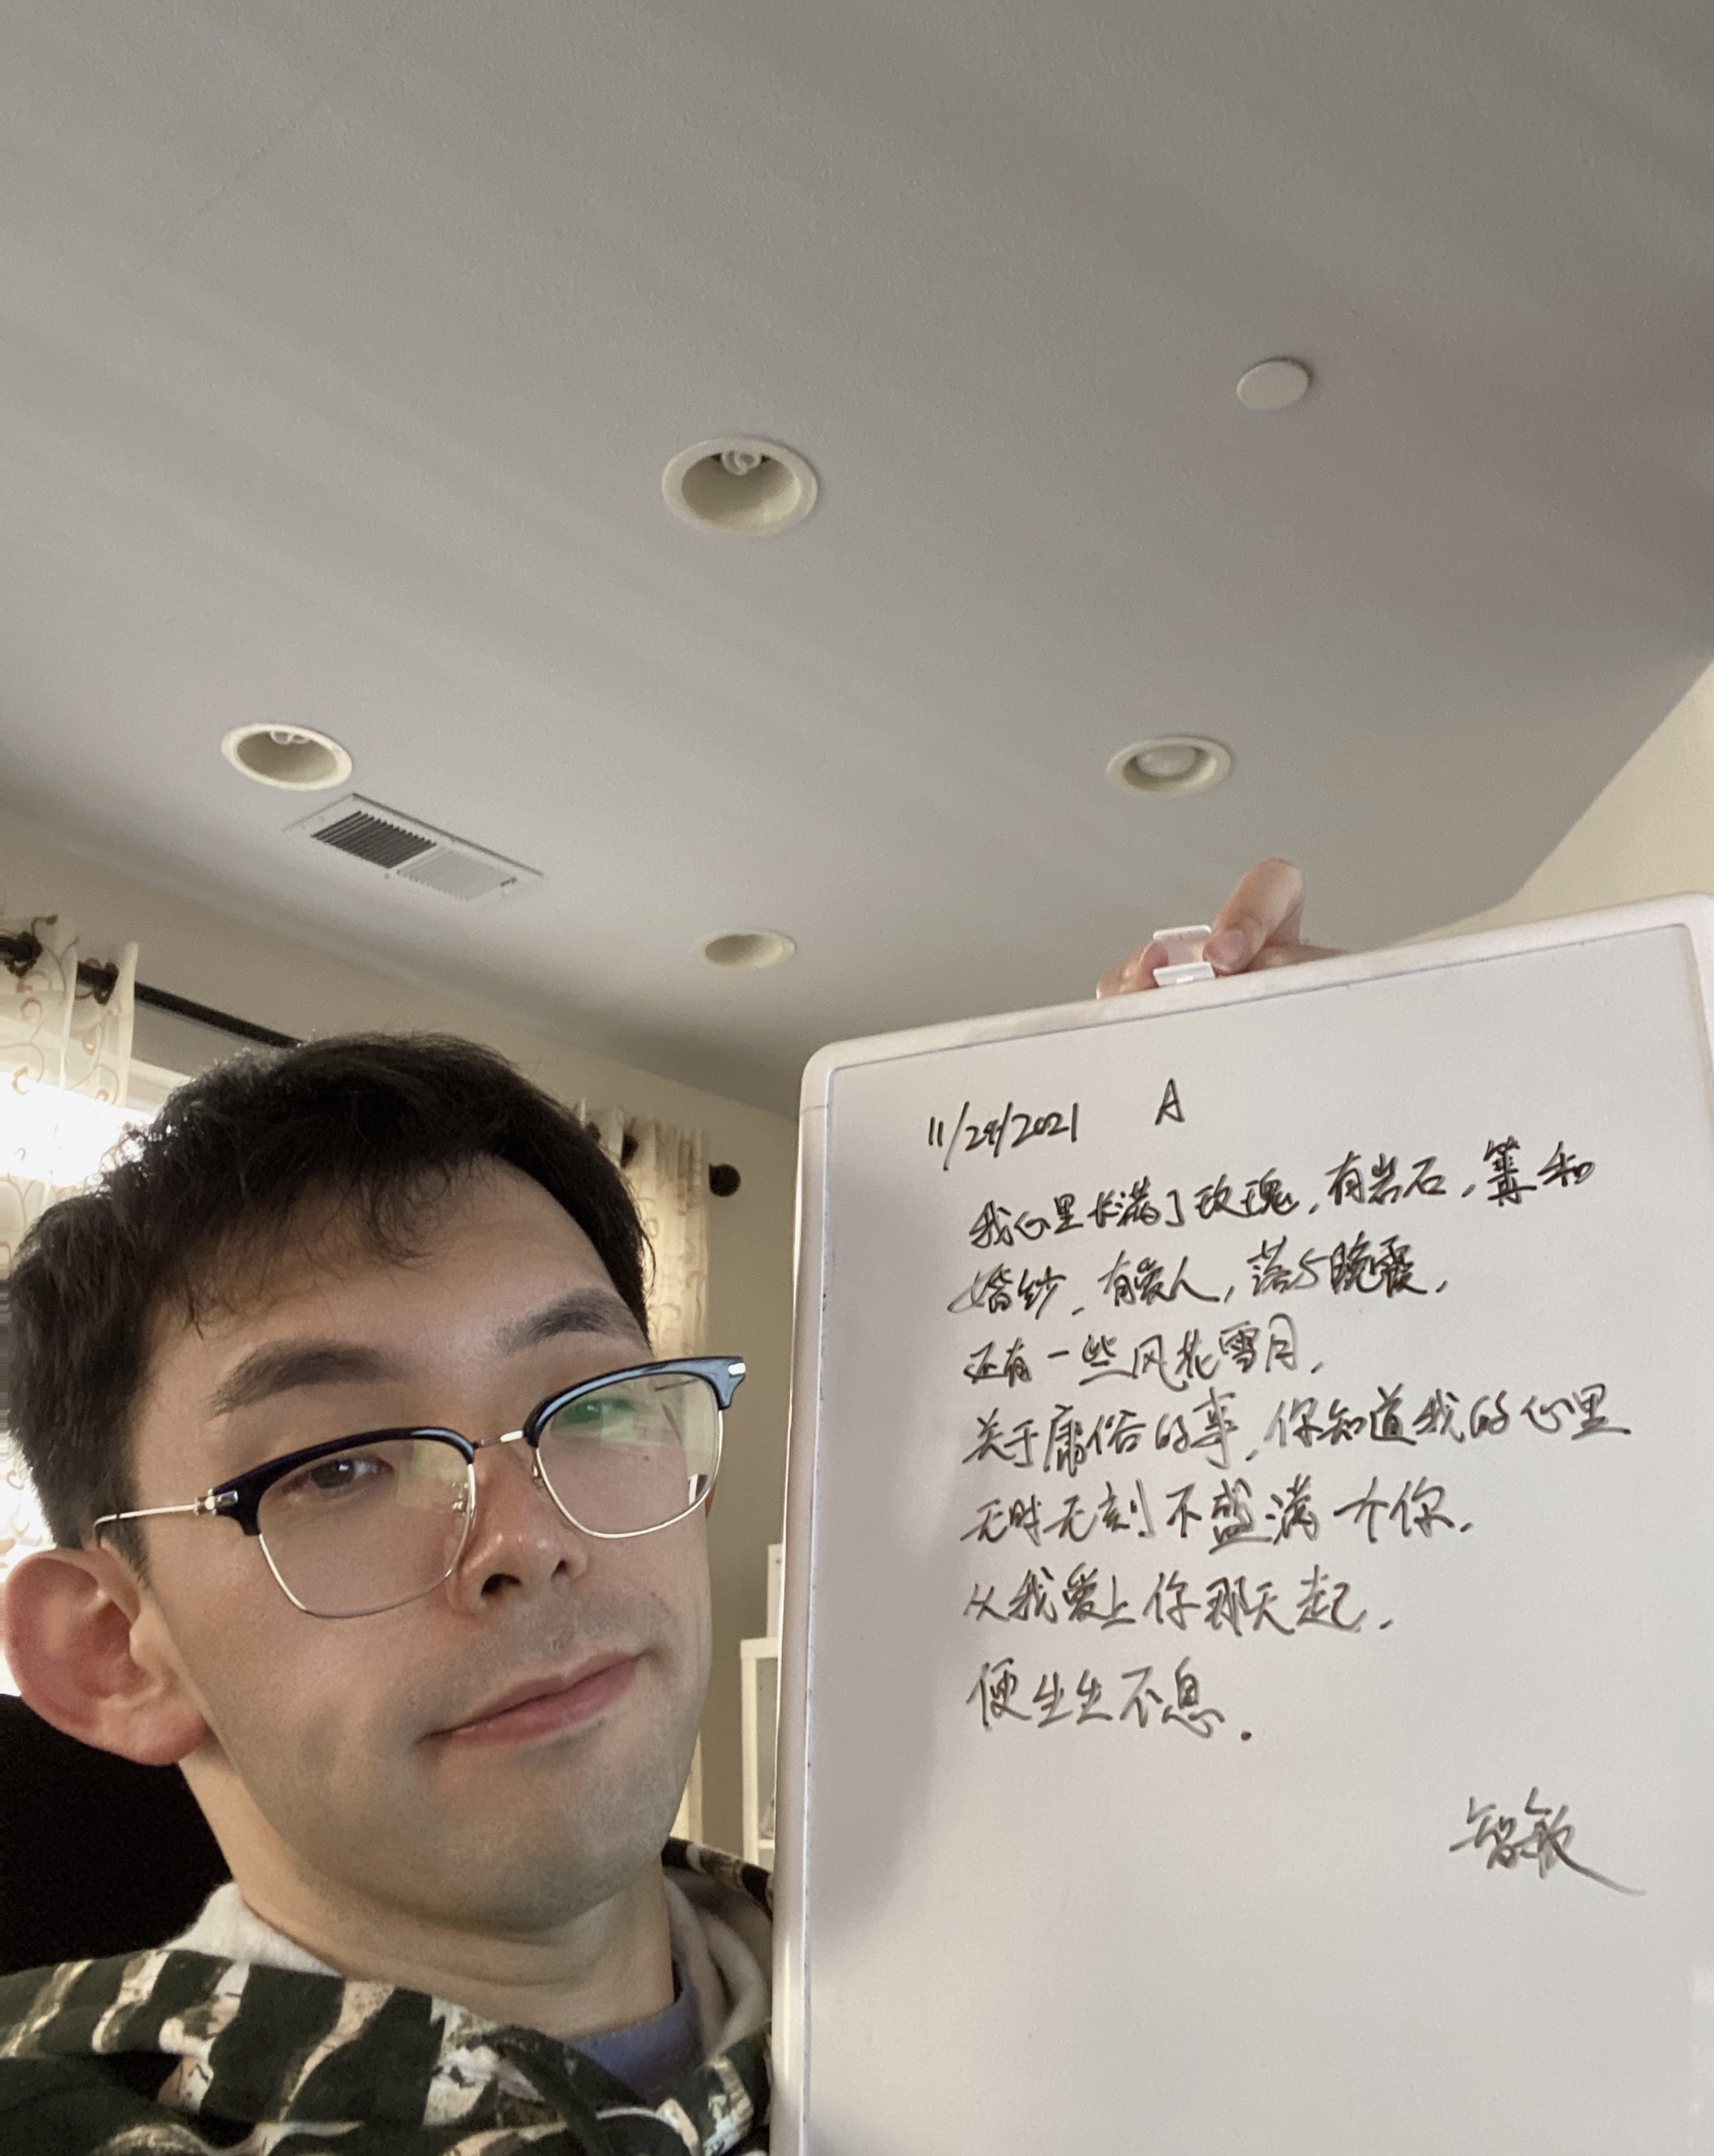 11/28/2021 A
我心里长满了玫瑰,有岩石,篝和
婚纱,有爱人,落与晚霞,
还有一些风花雪月,
关于庸俗的事,你知道我的心里
无时无刻不盛满个你,
从我爱上你那天起,
便生生不息.
智敏